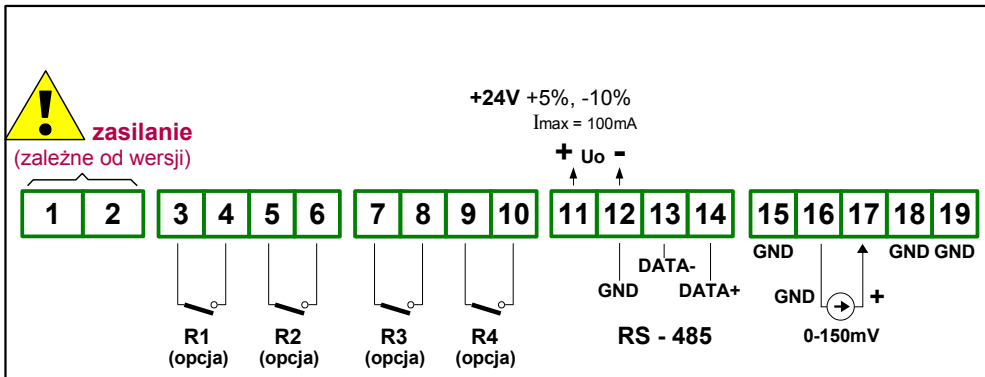 +24V +5%, -10%
Imax = 100mA
zasilanie
(zależne od wersji)
+ Uo -
1 2 3 4 5 6 7 8 9 10 11 12 13 14 15 16 17 18 19
GND GND GND
DATA-
GND DATA+ GND +
R1 R2 R3 R4 RS - 485 0-150mV
(opcja) (opcja) (opcja) (opcja)